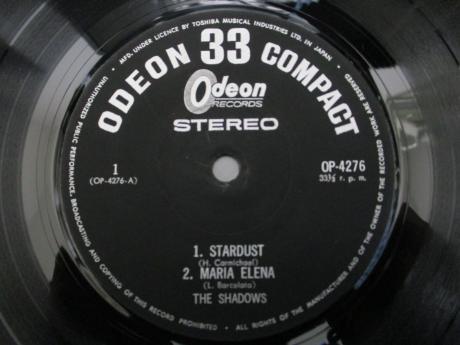 MFD. UNDER LICENCE BY TOSHIBA MUSICAL INDUSTRIES LTD. IN JAPAN
ODEON 33 COMPACT
Odeon
RECORDS
STEREO
1
(OP-4276-A)
OP-4276
33⅓ r. p. m.
1. STARDUST
(H. Carmichael)
2. MARIA ELENA
(L. Barcelata)
THE SHADOWS
UNAUTHORIZED PUBLIC PERFORMANCE, BROADCASTING AND COPYING OF THIS RECORD PROHIBITED • ALL RIGHTS OF THE MANUFACTURER AND OF THE OWNER OF THE RECORDED WORK ARE RESERVED